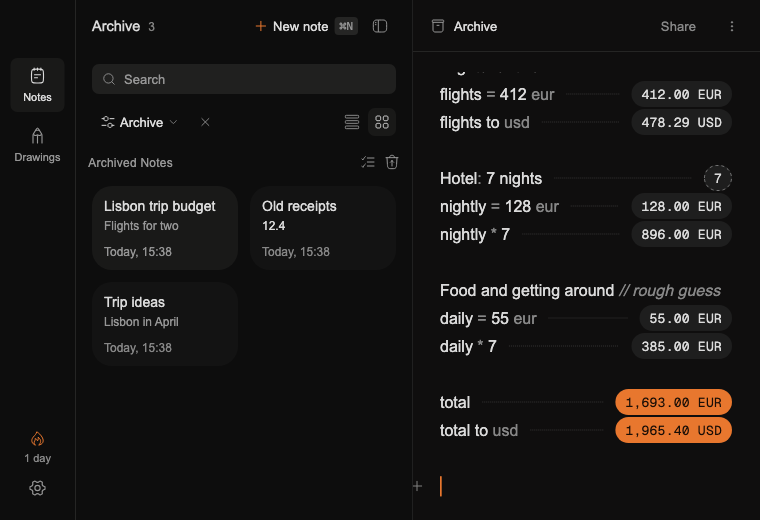 Notes
Drawings
1 day
Archive 3
+ New note ⌘N
Search
Archive
Archived Notes
Lisbon trip budget
Flights for two
Today, 15:38
Old receipts
12.4
Today, 15:38
Trip ideas
Lisbon in April
Today, 15:38
Archive
Share
flights = 412 eur 412.00 EUR
flights to usd 478.29 USD
Hotel: 7 nights 7
nightly = 128 eur 128.00 EUR
nightly * 7 896.00 EUR
Food and getting around // rough guess
daily = 55 eur 55.00 EUR
daily * 7 385.00 EUR
total 1,693.00 EUR
total to usd 1,965.40 USD